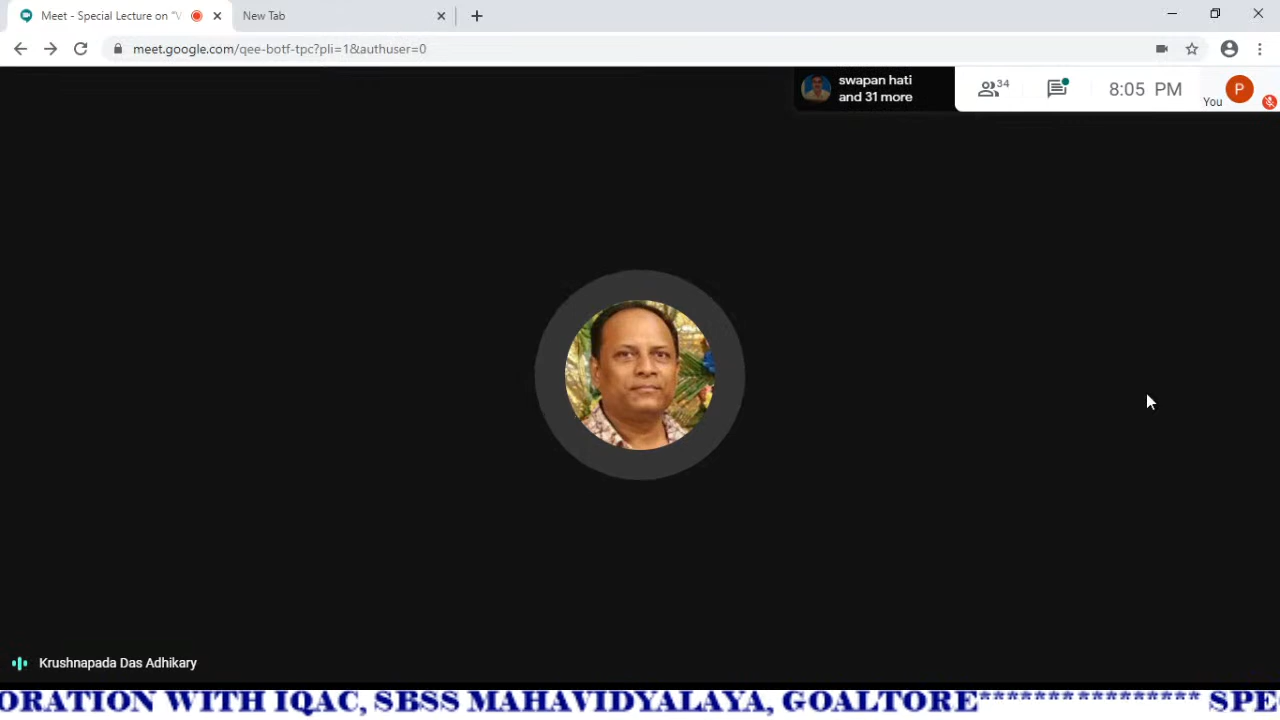 Meet - Special Lecture on "V
New Tab
meet.google.com/qee-botf-tpc?pli=1&authuser=0
swapan hati
and 31 more
34
8:05 PM
You
P
Krushnapada Das Adhikary
ORATION WITH IQAC, SBSS MAHAVIDYALAYA, GOALTORE***************** SPE